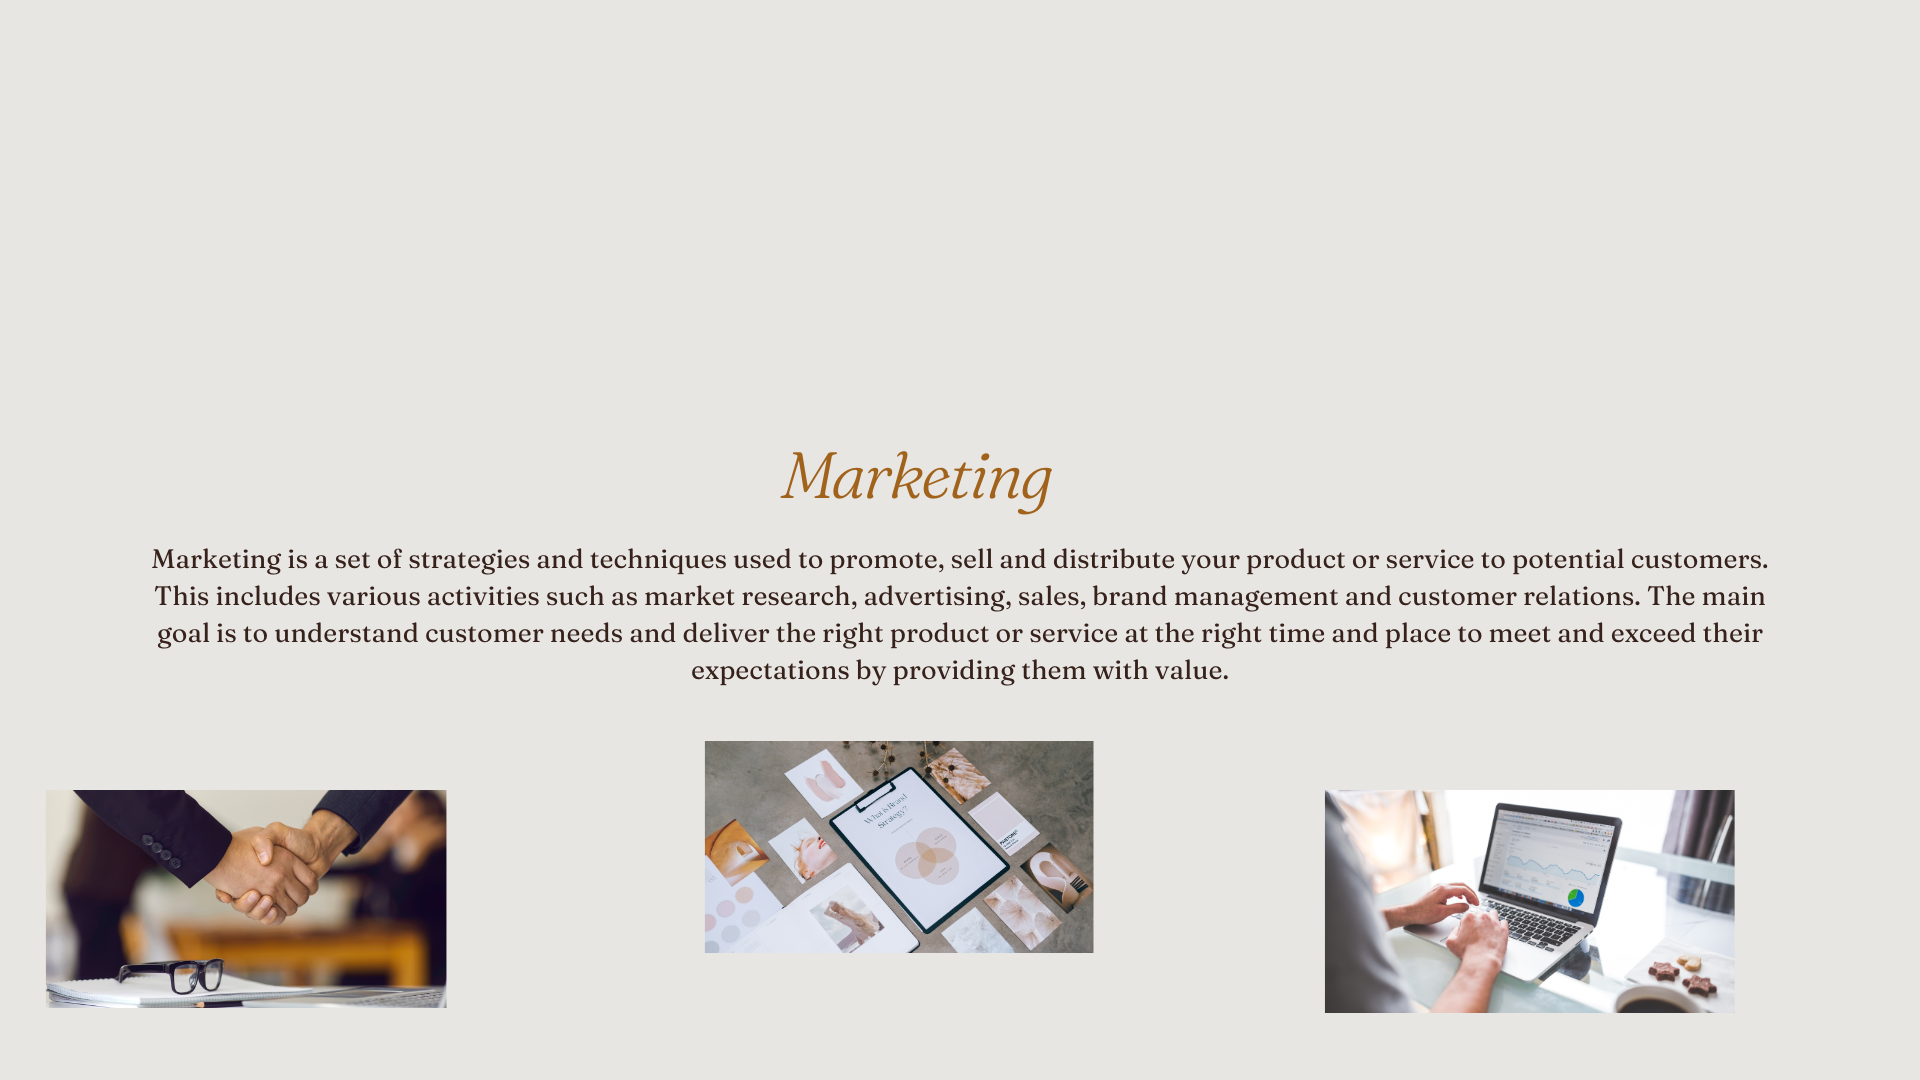 Marketing
Marketing is a set of strategies and techniques used to promote, sell and distribute your product or service to potential customers.
This includes various activities such as market research, advertising, sales, brand management and customer relations. The main
goal is to understand customer needs and deliver the right product or service at the right time and place to meet and exceed their
expectations by providing them with value.
What is Brand
Strategy?
PANTONE